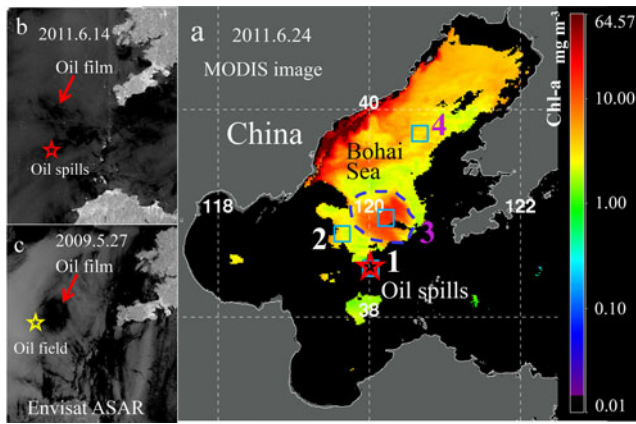 b
2011.6.14
Oil film
Oil spills
c
2009.5.27
Oil film
Oil field
Envisat ASAR
a
2011.6.24
MODIS image
China
Bohai
Sea
40
118
120
122
38
1
2
3
4
Oil spills
Chl-a mg m-3
64.57
10.00
1.00
0.10
0.01